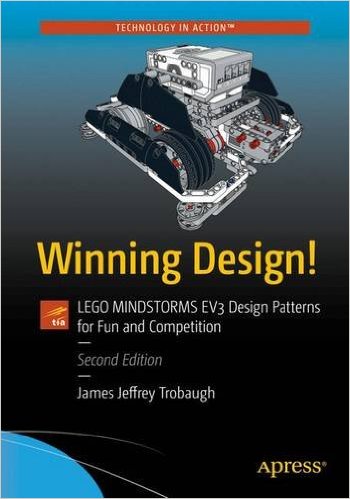 TECHNOLOGY IN ACTION™
Winning Design!
tia
LEGO MINDSTORMS EV3 Design Patterns
for Fun and Competition
Second Edition
James Jeffrey Trobaugh
Apress®